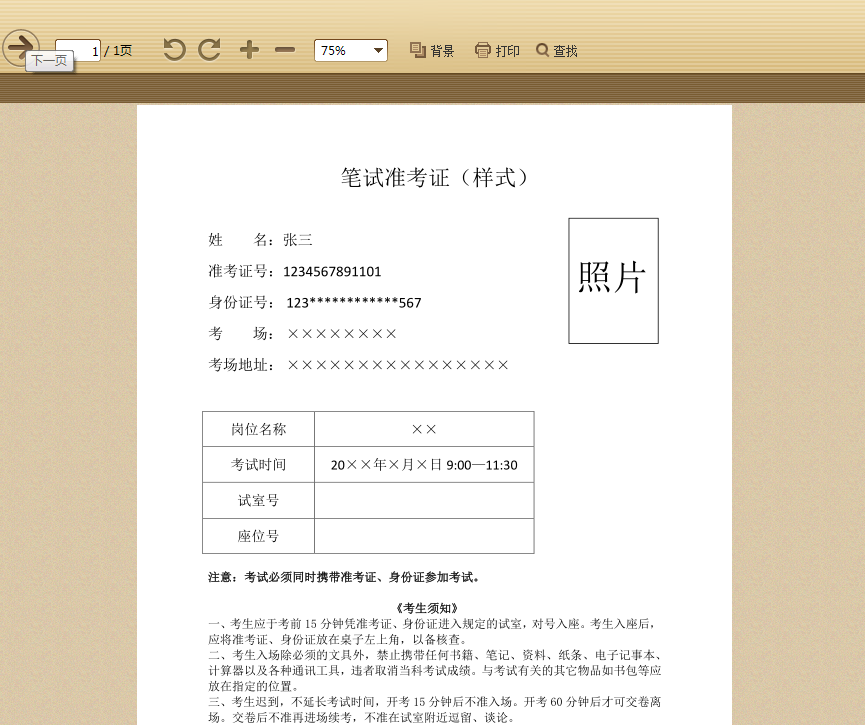 1 / 1页 75% 背景 打印 查找
下一页
笔试准考证（样式）
姓　　名：张三
准考证号：1234567891101
身份证号： 123************567
考　　场： ××××××××
考场地址： ××××××××××××××××
照片
岗位名称 ××
考试时间 20××年×月×日 9:00—11:30
试室号
座位号
注意：考试必须同时携带准考证、身份证参加考试。
《考生须知》
一、考生应于考前 15 分钟凭准考证、身份证进入规定的试室，对号入座。考生入座后，
应将准考证、身份证放在桌子左上角，以备核查。
二、考生入场除必须的文具外，禁止携带任何书籍、笔记、资料、纸条、电子记事本、
计算器以及各种通讯工具，违者取消当科考试成绩。与考试有关的其它物品如书包等应
放在指定的位置。
三、考生迟到，不延长考试时间，开考 15 分钟后不准入场。开考 60 分钟后才可交卷离
场。交卷后不准再进场续考，不准在试室附近逗留、谈论。